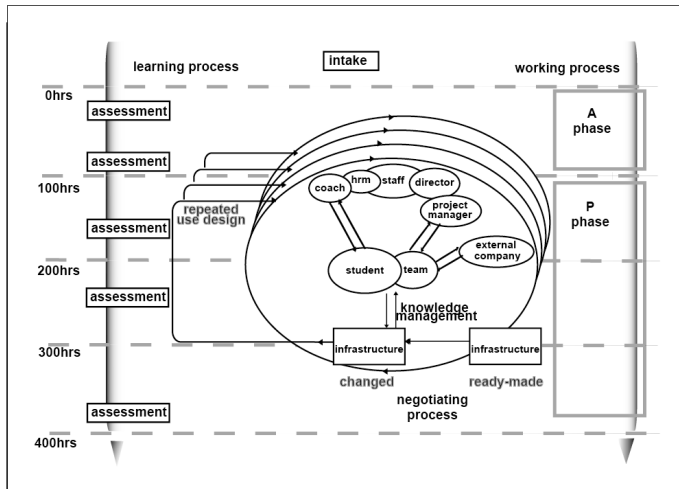 intake
learning process
working process
0hrs
assessment
A
phase
assessment
100hrs
coach
hrm
staff
director
project
manager
P
phase
repeated
use design
assessment
external
company
student
team
200hrs
assessment
knowledge
management
infrastructure
infrastructure
300hrs
changed
ready-made
negotiating
process
assessment
400hrs